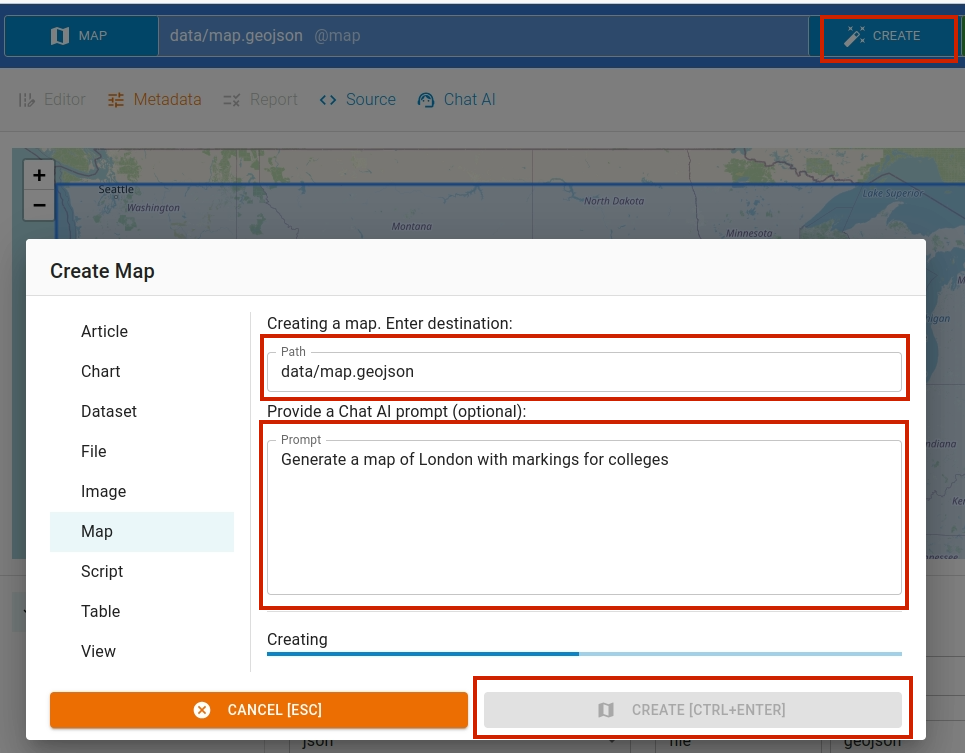 MAP data/map.geojson @map CREATE
Editor Metadata Report Source Chat AI
+
Seattle
Washington
Montana
North Dakota
Minnesota
Lake Superior
−
Create Map
Article
Chart
Dataset
File
Image
Map
Script
Table
View
Creating a map. Enter destination:
Path
data/map.geojson
Provide a Chat AI prompt (optional):
Prompt
Generate a map of London with markings for colleges
Creating
CANCEL [ESC]
CREATE [CTRL+ENTER]
igan
ndiana
nessee
json file geojson